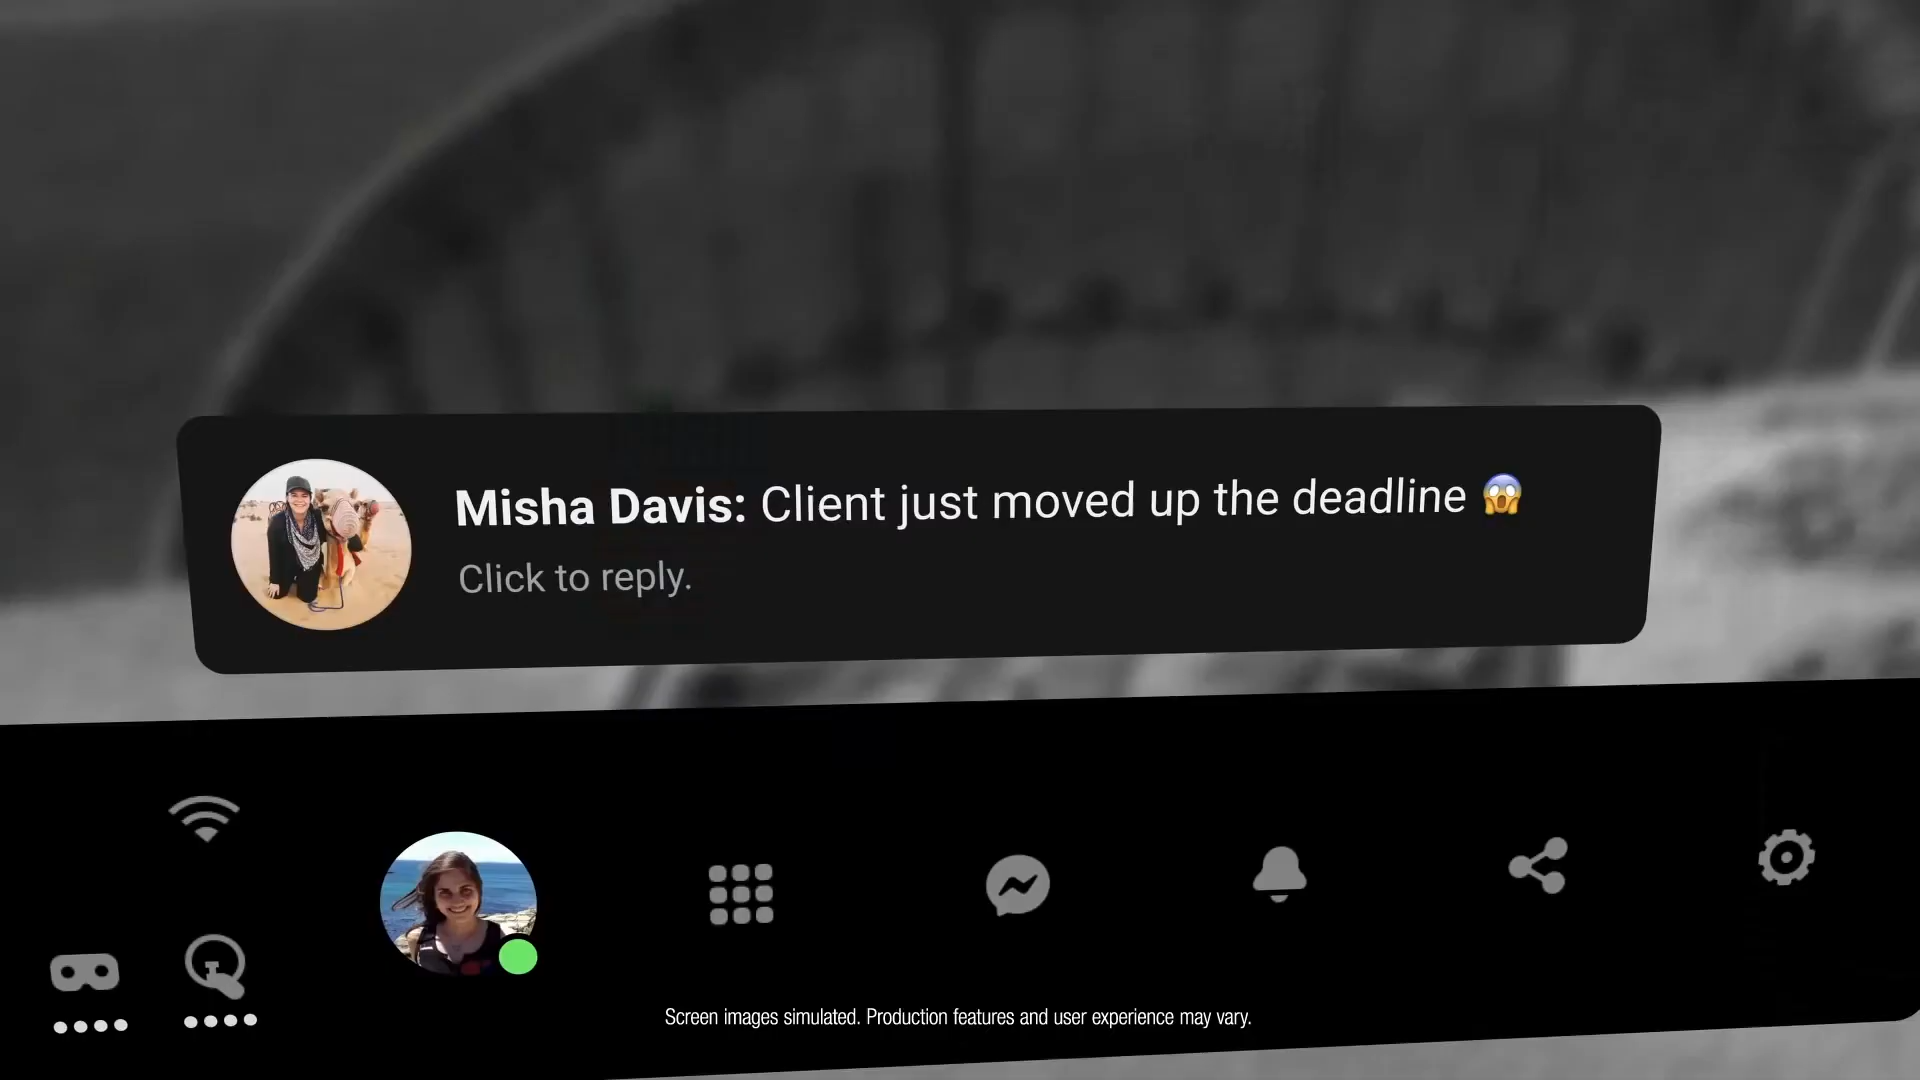 Misha Davis: Client just moved up the deadline 😱
Click to reply.
Screen images simulated. Production features and user experience may vary.